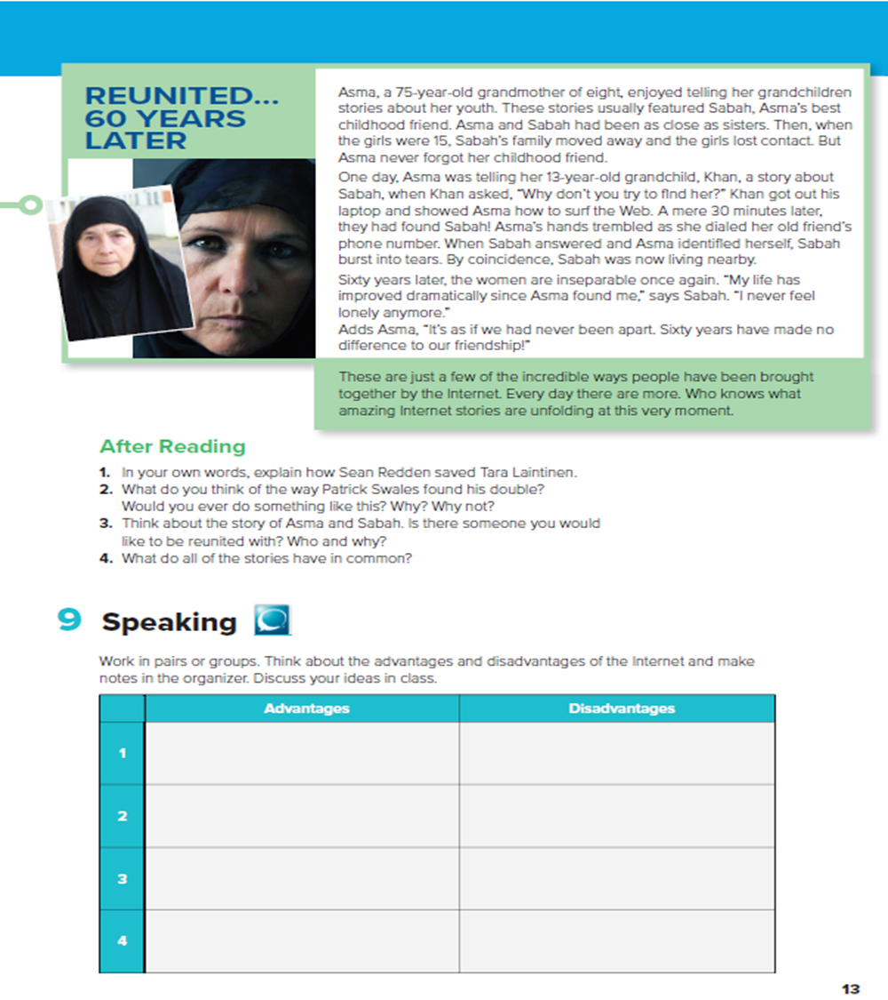 REUNITED...
60 YEARS
LATER
Asma, a 75-year-old grandmother of eight, enjoyed telling her grandchildren
stories about her youth. These stories usually featured Sabah, Asma's best
childhood friend. Asma and Sabah had been as close as sisters. Then, when
the girls were 15, Sabah's family moved away and the girls lost contact. But
Asma never forgot her childhood friend.
One day, Asma was telling her 13-year-old grandchild, Khan, a story about
Sabah, when Khan asked, “Why don't you try to find her?” Khan got out his
laptop and showed Asma how to surf the Web. A mere 30 minutes later,
they had found Sabah! Asma's hands trembled as she dialed her old friend's
phone number. When Sabah answered and Asma identified herself, Sabah
burst into tears. By coincidence, Sabah was now living nearby.
Sixty years later, the women are inseparable once again. “My life has
improved dramatically since Asma found me,” says Sabah. “I never feel
lonely anymore.”
Adds Asma, “It's as if we had never been apart. Sixty years have made no
difference to our friendship!”
These are just a few of the incredible ways people have been brought
together by the Internet. Every day there are more. Who knows what
amazing Internet stories are unfolding at this very moment.
After Reading
1. In your own words, explain how Sean Redden saved Tara Laintinen.
2. What do you think of the way Patrick Swales found his double?
Would you ever do something like this? Why? Why not?
3. Think about the story of Asma and Sabah. Is there someone you would
like to be reunited with? Who and why?
4. What do all of the stories have in common?
9 Speaking
Work in pairs or groups. Think about the advantages and disadvantages of the Internet and make
notes in the organizer. Discuss your ideas in class.
Advantages Disadvantages
1
2
3
4
13